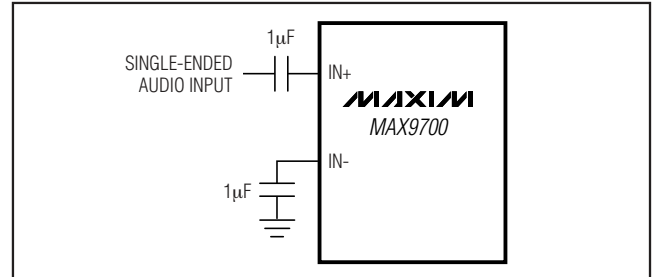 1µF
SINGLE-ENDED
AUDIO INPUT
IN+
MAXIM
MAX9700
IN-
1µF